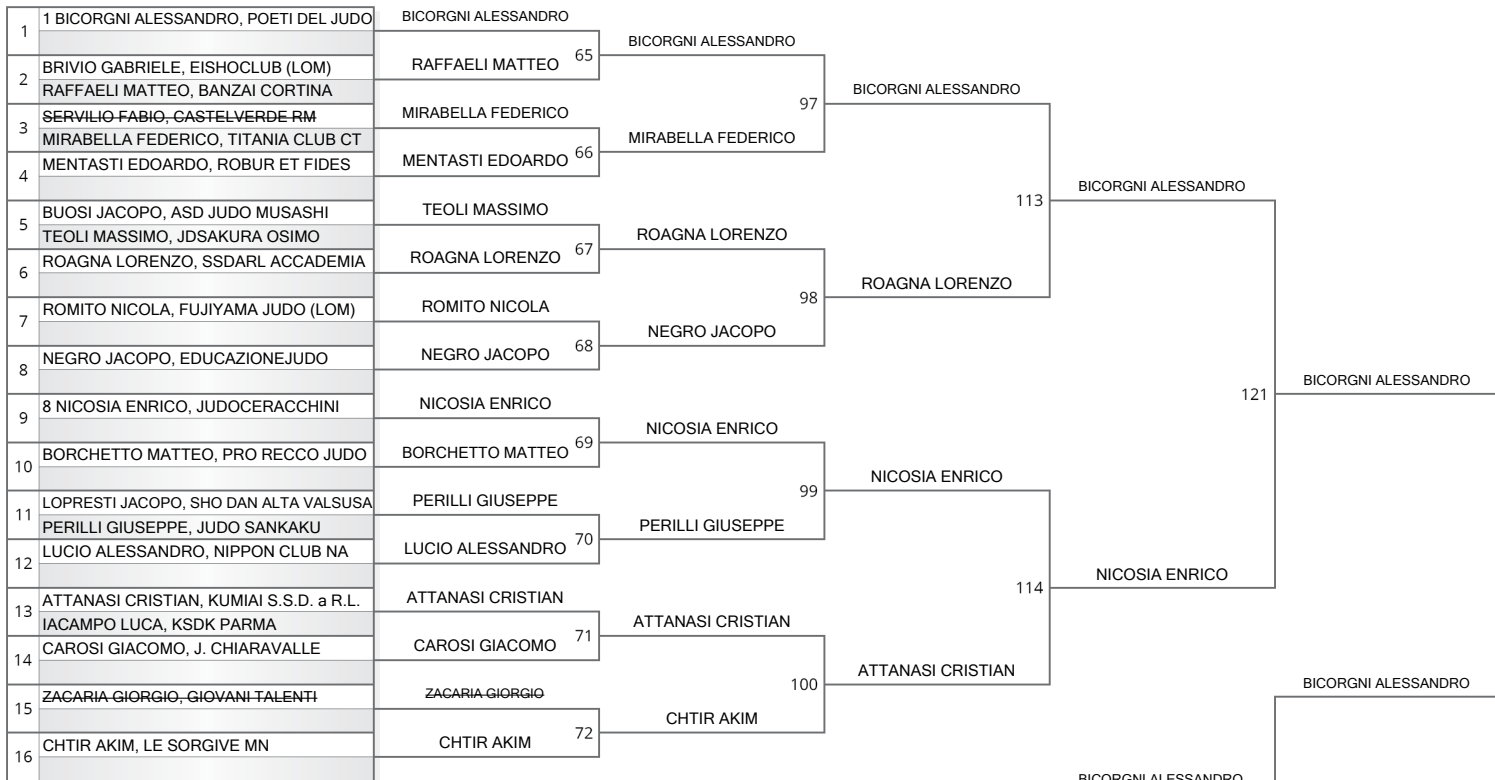 1
1 BICORGNI ALESSANDRO, POETI DEL JUDO
2
BRIVIO GABRIELE, EISHOCLUB (LOM)
RAFFAELI MATTEO, BANZAI CORTINA
3
SERVILIO FABIO, CASTELVERDE RM
MIRABELLA FEDERICO, TITANIA CLUB CT
4
MENTASTI EDOARDO, ROBUR ET FIDES
5
BUOSI JACOPO, ASD JUDO MUSASHI
TEOLI MASSIMO, JDSAKURA OSIMO
6
ROAGNA LORENZO, SSDARL ACCADEMIA
7
ROMITO NICOLA, FUJIYAMA JUDO (LOM)
8
NEGRO JACOPO, EDUCAZIONEJUDO
9
8 NICOSIA ENRICO, JUDOCERACCHINI
10
BORCHETTO MATTEO, PRO RECCO JUDO
11
LOPRESTI JACOPO, SHO DAN ALTA VALSUSA
PERILLI GIUSEPPE, JUDO SANKAKU
12
LUCIO ALESSANDRO, NIPPON CLUB NA
13
ATTANASI CRISTIAN, KUMIAI S.S.D. a R.L.
IACAMPO LUCA, KSDK PARMA
14
CAROSI GIACOMO, J. CHIARAVALLE
15
ZACARIA GIORGIO, GIOVANI TALENTI
16
CHTIR AKIM, LE SORGIVE MN
BICORGNI ALESSANDRO
RAFFAELI MATTEO
65
MIRABELLA FEDERICO
MENTASTI EDOARDO
66
TEOLI MASSIMO
ROAGNA LORENZO
67
ROMITO NICOLA
NEGRO JACOPO
68
NICOSIA ENRICO
BORCHETTO MATTEO
69
PERILLI GIUSEPPE
LUCIO ALESSANDRO
70
ATTANASI CRISTIAN
CAROSI GIACOMO
71
ZACARIA GIORGIO
CHTIR AKIM
72
BICORGNI ALESSANDRO
97
MIRABELLA FEDERICO
ROAGNA LORENZO
98
NEGRO JACOPO
NICOSIA ENRICO
99
PERILLI GIUSEPPE
ATTANASI CRISTIAN
100
CHTIR AKIM
BICORGNI ALESSANDRO
113
ROAGNA LORENZO
NICOSIA ENRICO
114
ATTANASI CRISTIAN
BICORGNI ALESSANDRO
121
NICOSIA ENRICO
BICORGNI ALESSANDRO
BICORGNI ALESSANDRO
BICORGNI ALESSANDRO